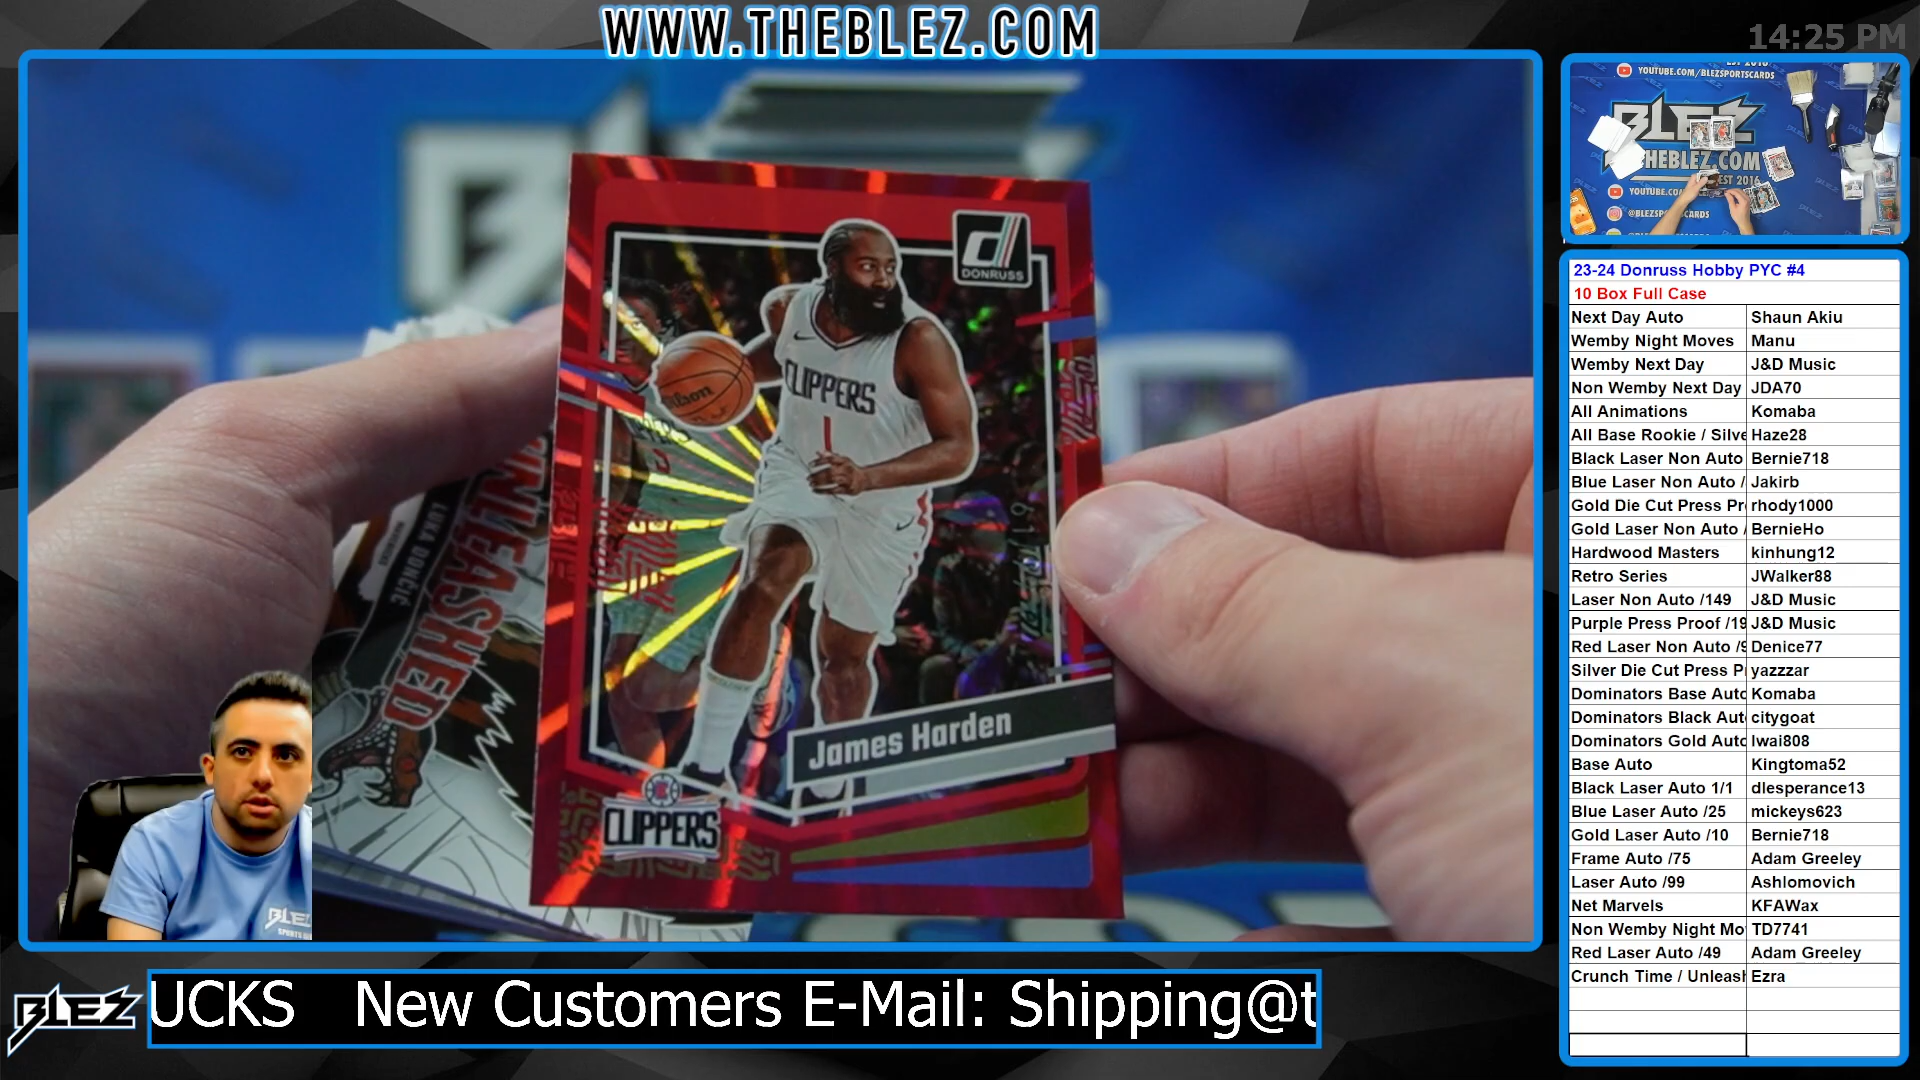 WWW.THEBLEZ.COM
14:25 PM
DONRUSS
CLIPPERS
1
Wilson
James Harden
CLIPPERS
UNLEASHED
LUKA DONČIĆ
BLEZ
YOUTUBE.COM/BLEZSPORTSCARDS
BLEZ
THEBLEZ.COM
EST 2016
@BLEZSPORTSCARDS
23-24 Donruss Hobby PYC #4
10 Box Full Case
Next Day Auto Shaun Akiu
Wemby Night Moves Manu
Wemby Next Day J&D Music
Non Wemby Next Day JDA70
All Animations Komaba
All Base Rookie / Silve Haze28
Black Laser Non Auto Bernie718
Blue Laser Non Auto / Jakirb
Gold Die Cut Press Pr rhody1000
Gold Laser Non Auto / BernieHo
Hardwood Masters kinhung12
Retro Series JWalker88
Laser Non Auto /149 J&D Music
Purple Press Proof /19 J&D Music
Red Laser Non Auto /9 Denice77
Silver Die Cut Press P yazzzar
Dominators Base Auto Komaba
Dominators Black Aut citygoat
Dominators Gold Auto lwai808
Base Auto Kingtoma52
Black Laser Auto 1/1 dlesperance13
Blue Laser Auto /25 mickeys623
Gold Laser Auto /10 Bernie718
Frame Auto /75 Adam Greeley
Laser Auto /99 Ashlomovich
Net Marvels KFAWax
Non Wemby Night Mo TD7741
Red Laser Auto /49 Adam Greeley
Crunch Time / Unleash Ezra
BLEZ
UCKS New Customers E-Mail: Shipping@t